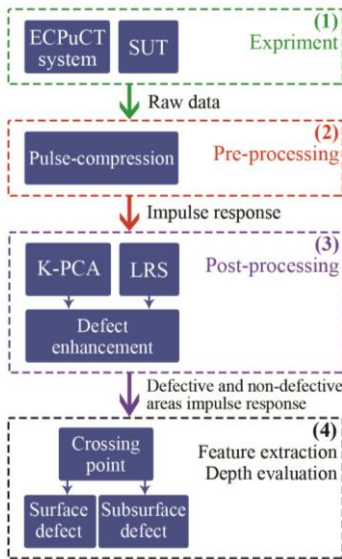 (1)
Expriment
ECPuCT
system
SUT
Raw data
(2)
Pre-processing
Pulse-compression
Impulse response
(3)
Post-processing
K-PCA
LRS
Defect
enhancement
Defective and non-defective
areas impulse response
(4)
Feature extraction
Depth evaluation
Crossing
point
Surface
defect
Subsurface
defect